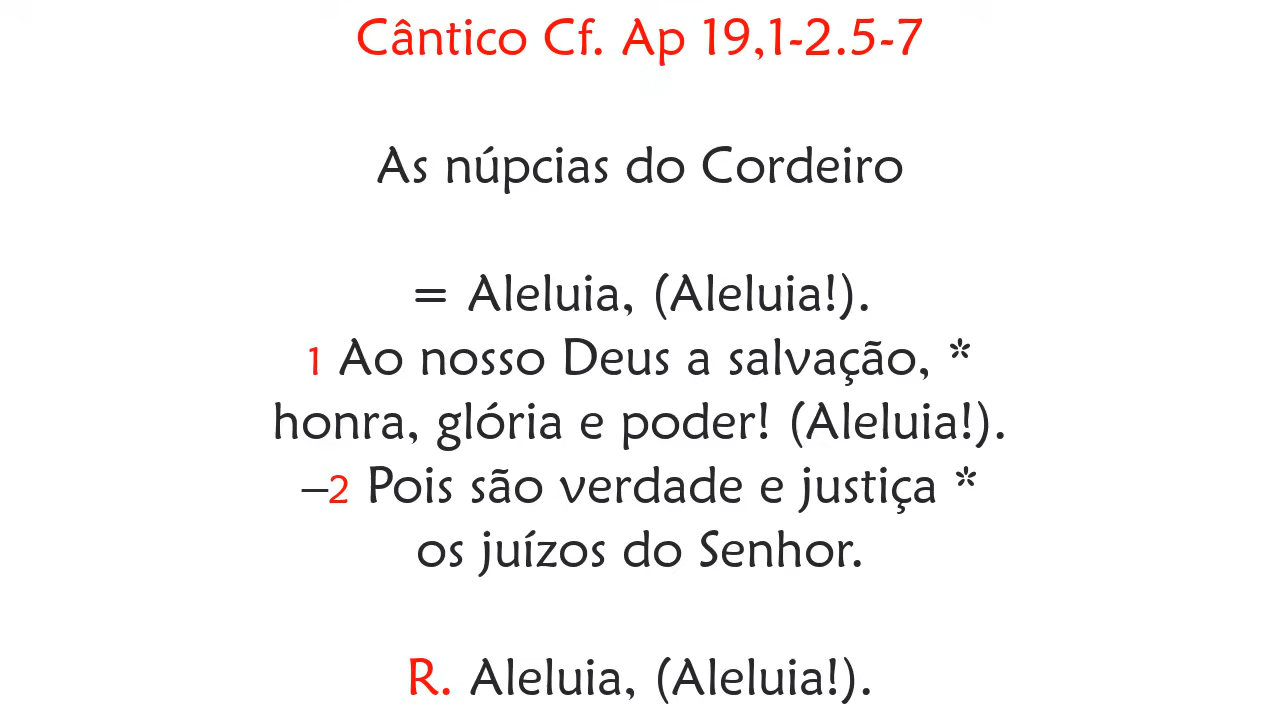 Cântico Cf. Ap 19,1-2.5-7
As núpcias do Cordeiro
= Aleluia, (Aleluia!).
1 Ao nosso Deus a salvação, *
honra, glória e poder! (Aleluia!).
–2 Pois são verdade e justiça *
os juízos do Senhor.
R. Aleluia, (Aleluia!).